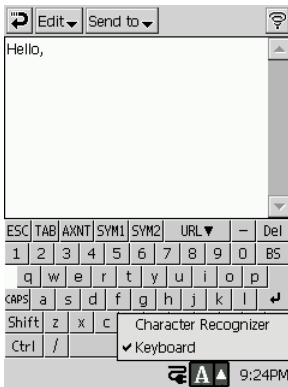 Edit Send to
Hello,
ESC TAB AXNT SYM1 SYM2 URL▼ - Del
1 2 3 4 5 6 7 8 9 0 BS
q w e r t y u i o p
CAPS a s d f g h j k l
Shift z x c
Character Recognizer
Ctrl /
✓Keyboard
A 9:24PM